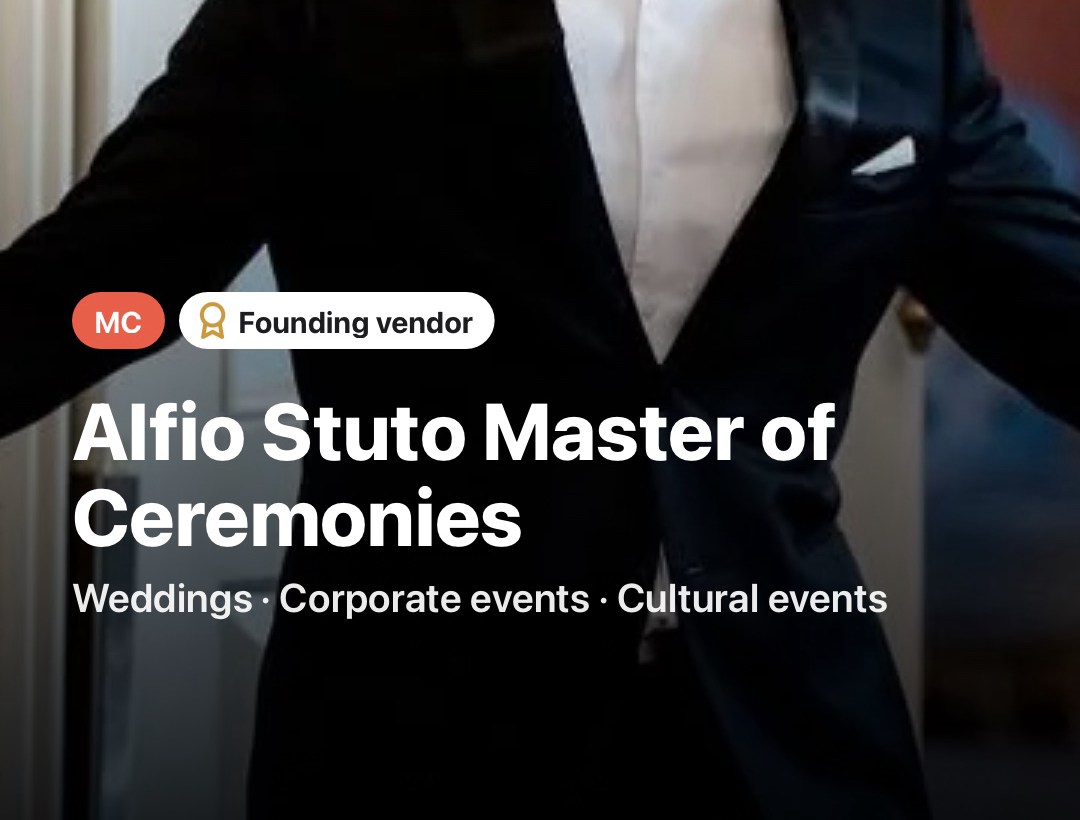 MC
Founding vendor
Alfio Stuto Master of
Ceremonies
Weddings · Corporate events · Cultural events